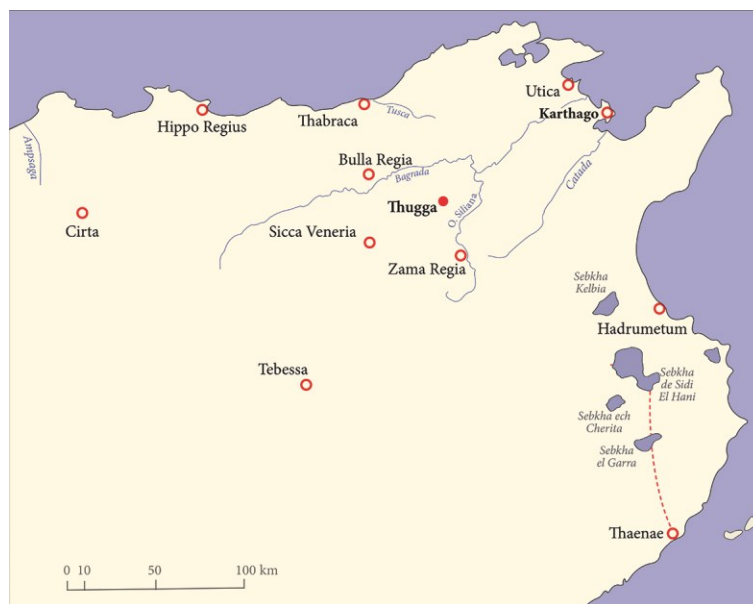 Utica
Karthago
Hippo Regius
Thabraca
Tusca
Ampsaga
Bulla Regia
Bagrada
Catada
Thugga
O. Siliana
Cirta
Sicca Veneria
Zama Regia
Sebkha
Kelbia
Hadrumetum
Tebessa
Sebkha
de Sidi
El Hani
Sebkha ech
Cherita
Sebkha
el Garra
Thaenae
0 10 50 100 km